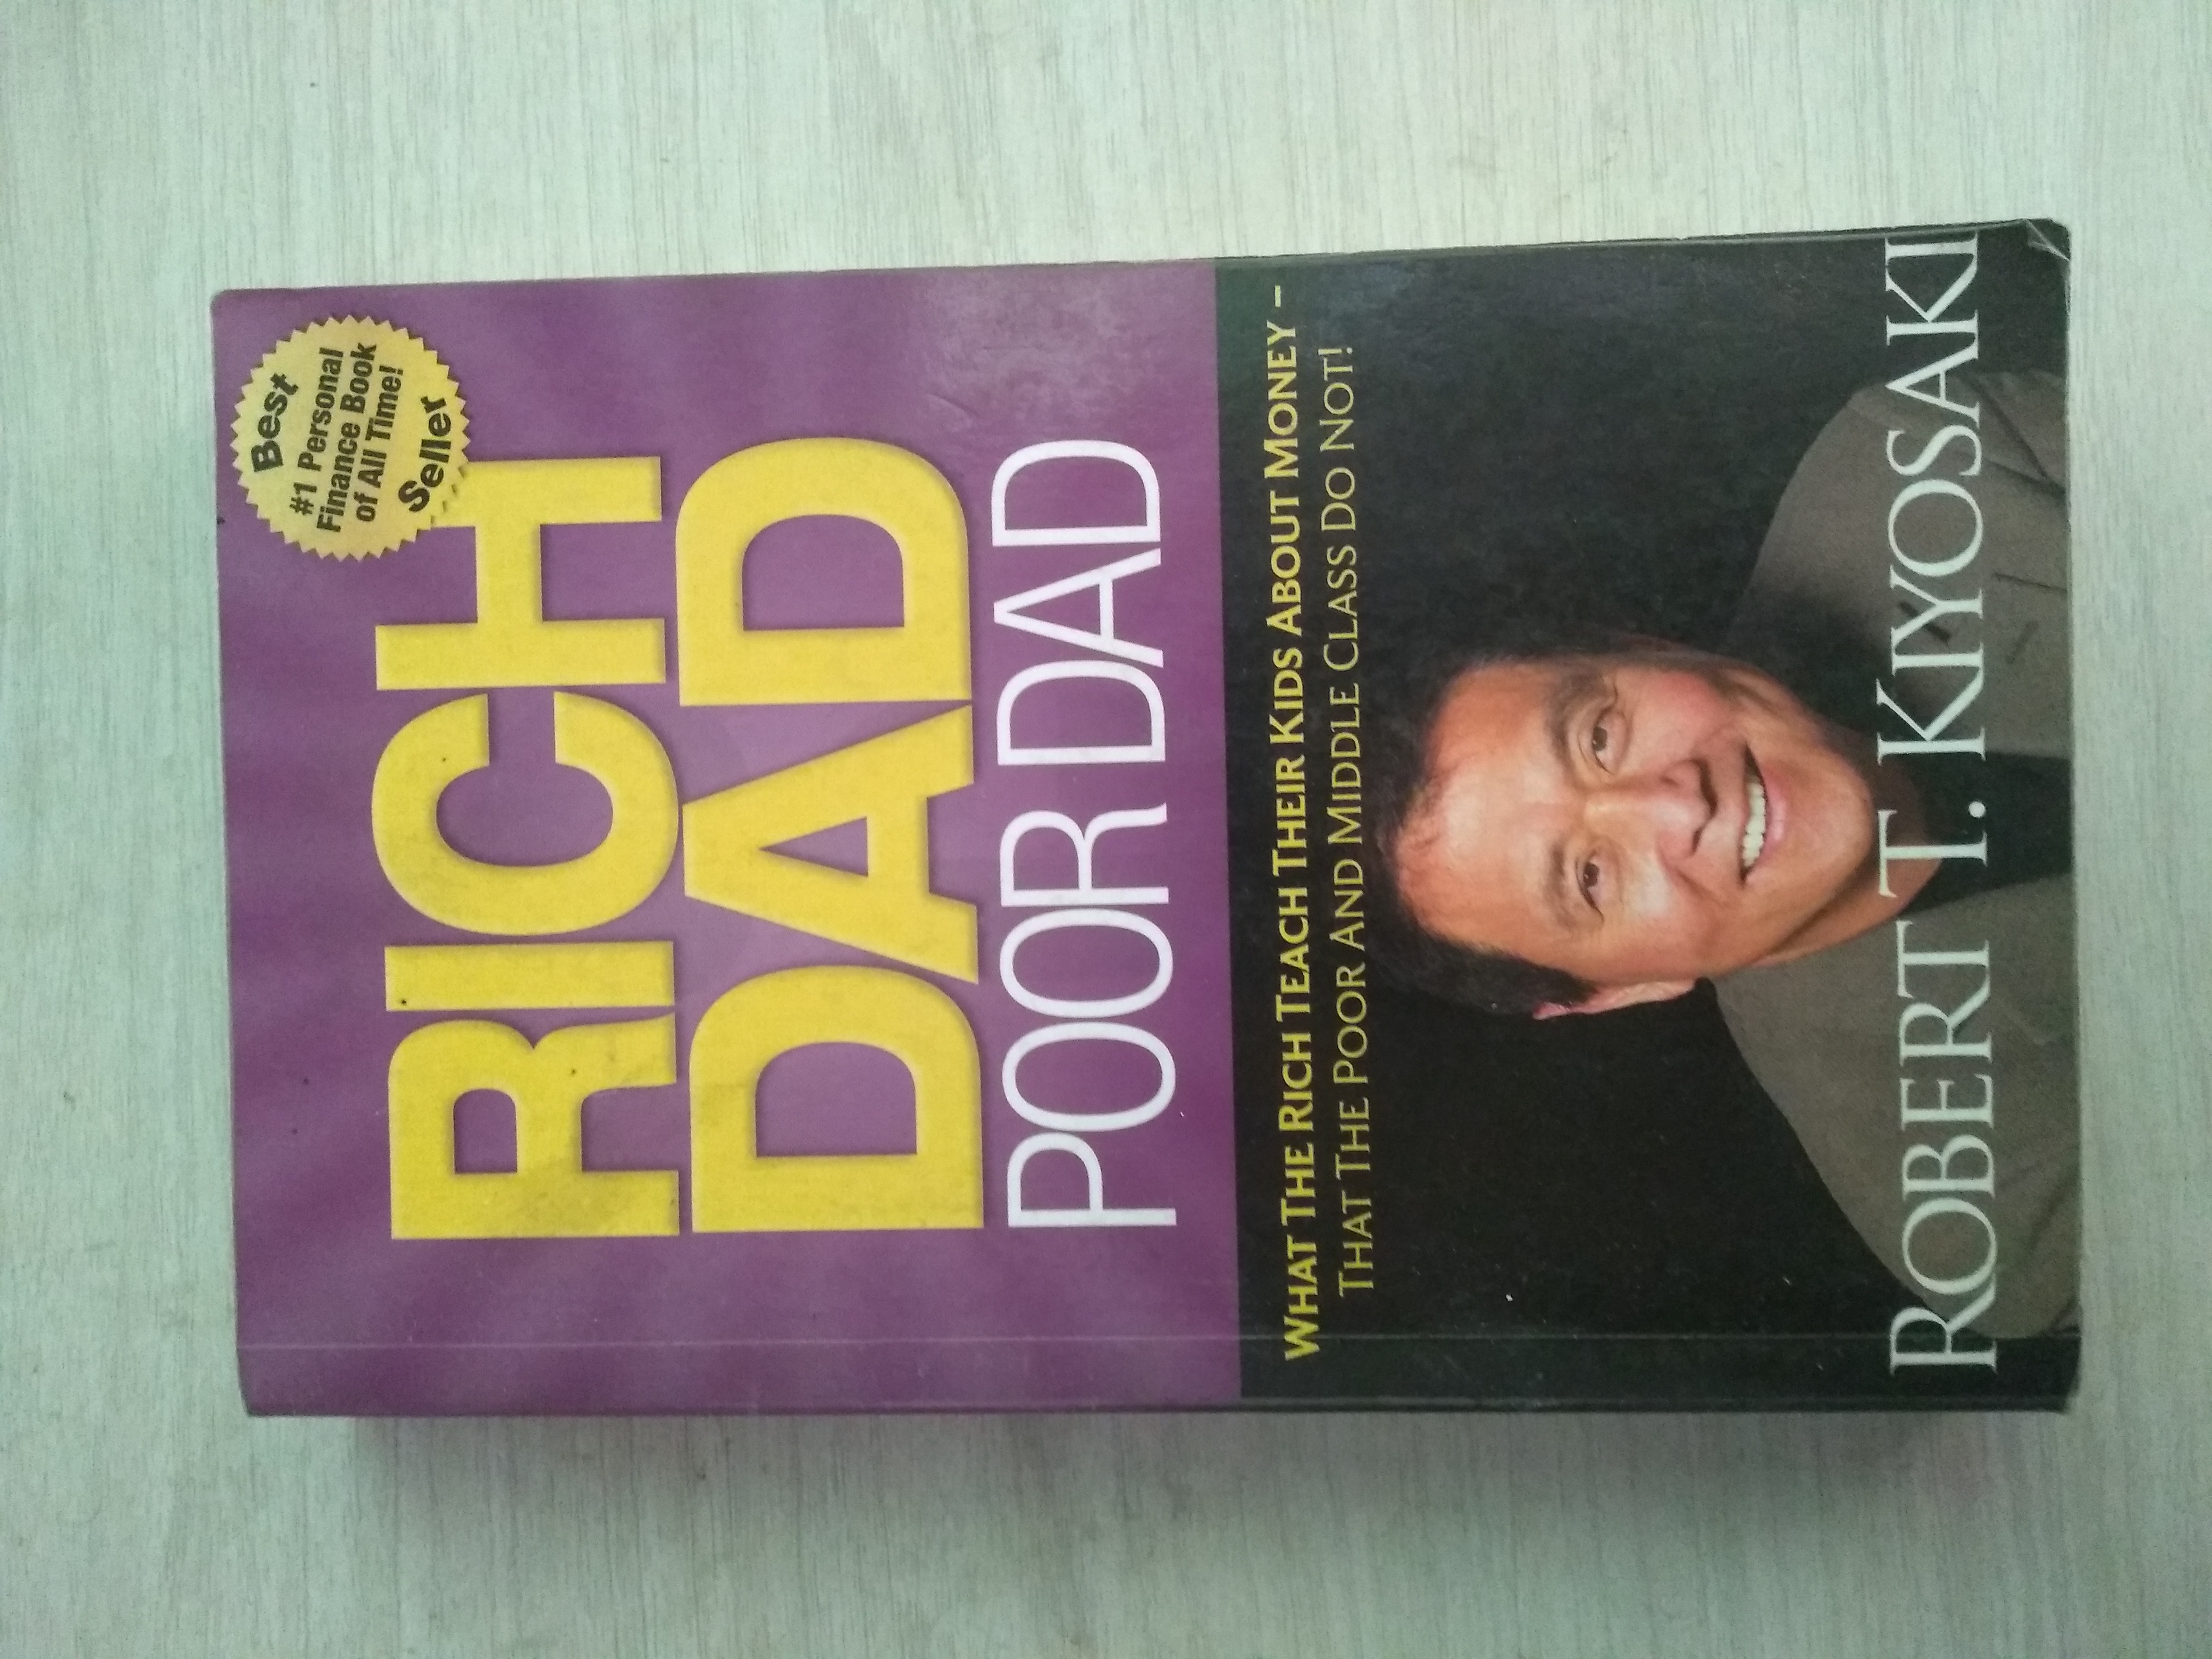 Best
#1 Personal
Finance Book
of All Time!
Seller
RICH
DAD
POOR DAD
WHAT THE RICH TEACH THEIR KIDS ABOUT MONEY –
THAT THE POOR AND MIDDLE CLASS DO NOT!
ROBERT T. KIYOSAKI